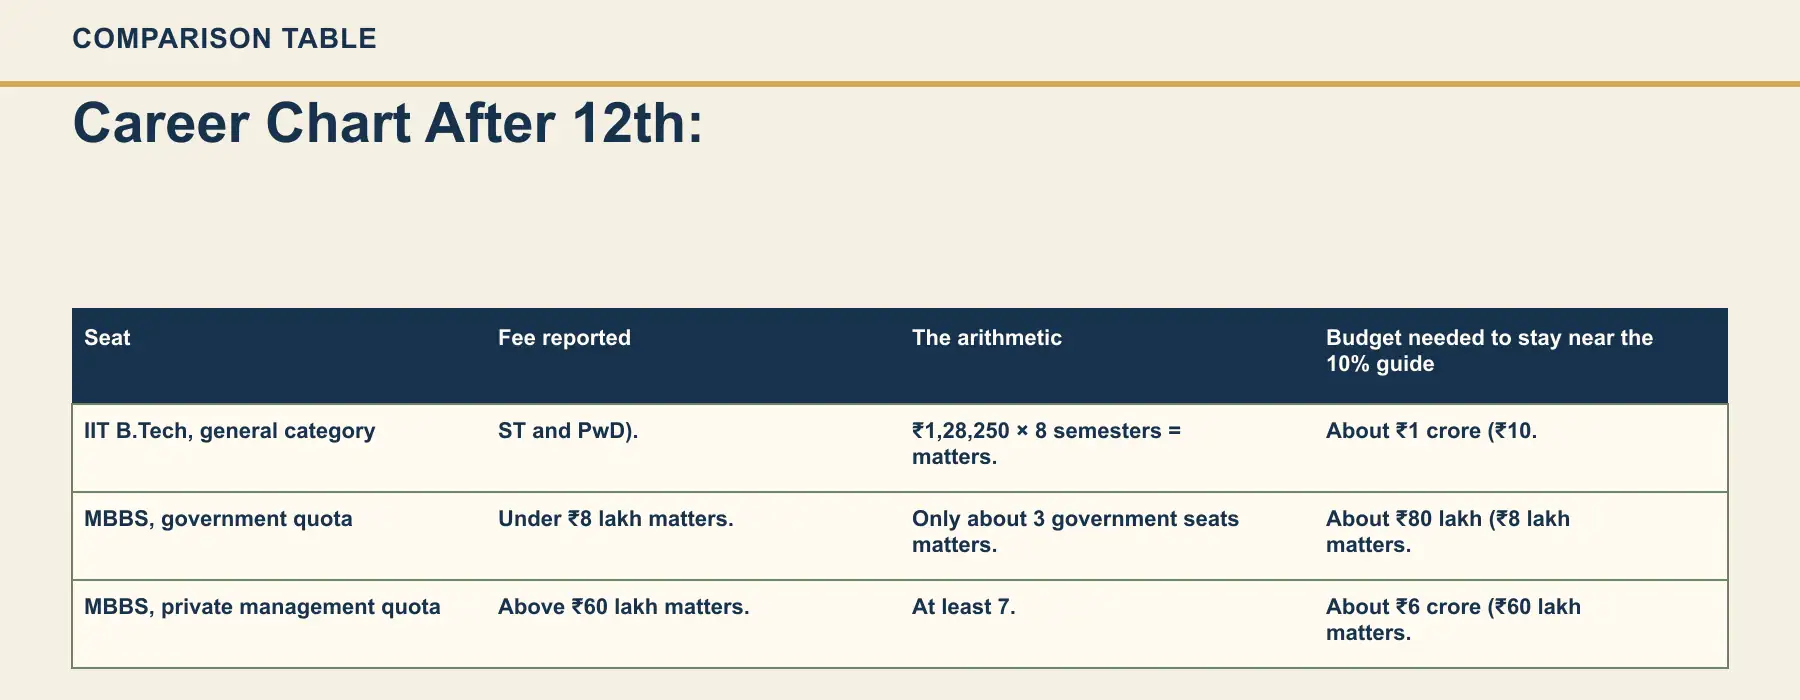 COMPARISON TABLE
Career Chart After 12th:
Seat
Fee reported
The arithmetic
Budget needed to stay near the
10% guide
IIT B.Tech, general category
ST and PwD).
₹1,28,250 × 8 semesters =
matters.
About ₹1 crore (₹10.
MBBS, government quota
Under ₹8 lakh matters.
Only about 3 government seats
matters.
About ₹80 lakh (₹8 lakh
matters.
MBBS, private management quota
Above ₹60 lakh matters.
At least 7.
About ₹6 crore (₹60 lakh
matters.